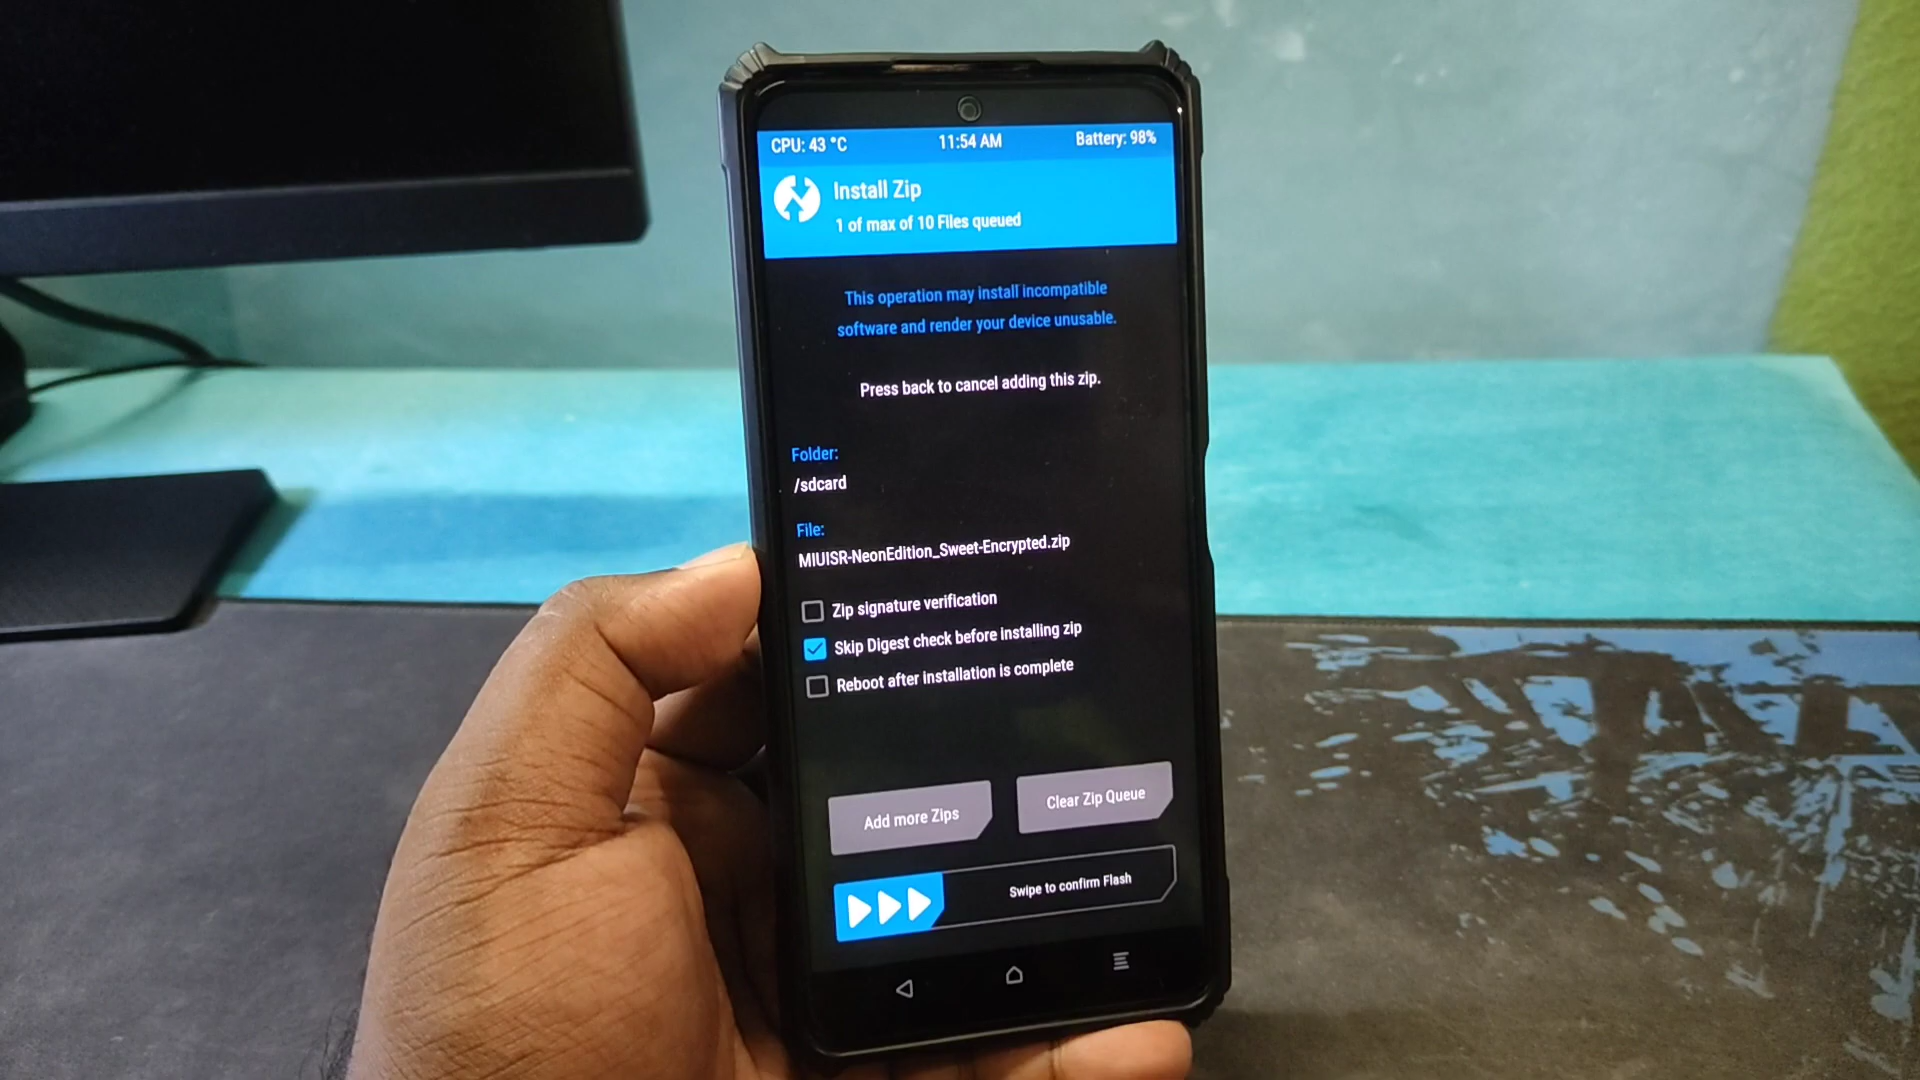 CPU: 43 °C 11:54 AM Battery: 98%
Install Zip
1 of max of 10 Files queued
This operation may install incompatible
software and render your device unusable.
Press back to cancel adding this zip.
Folder:
/sdcard
File:
MIUISR-NeonEdition_Sweet-Encrypted.zip
Zip signature verification
Skip Digest check before installing zip
Reboot after installation is complete
Add more Zips
Clear Zip Queue
Swipe to confirm Flash